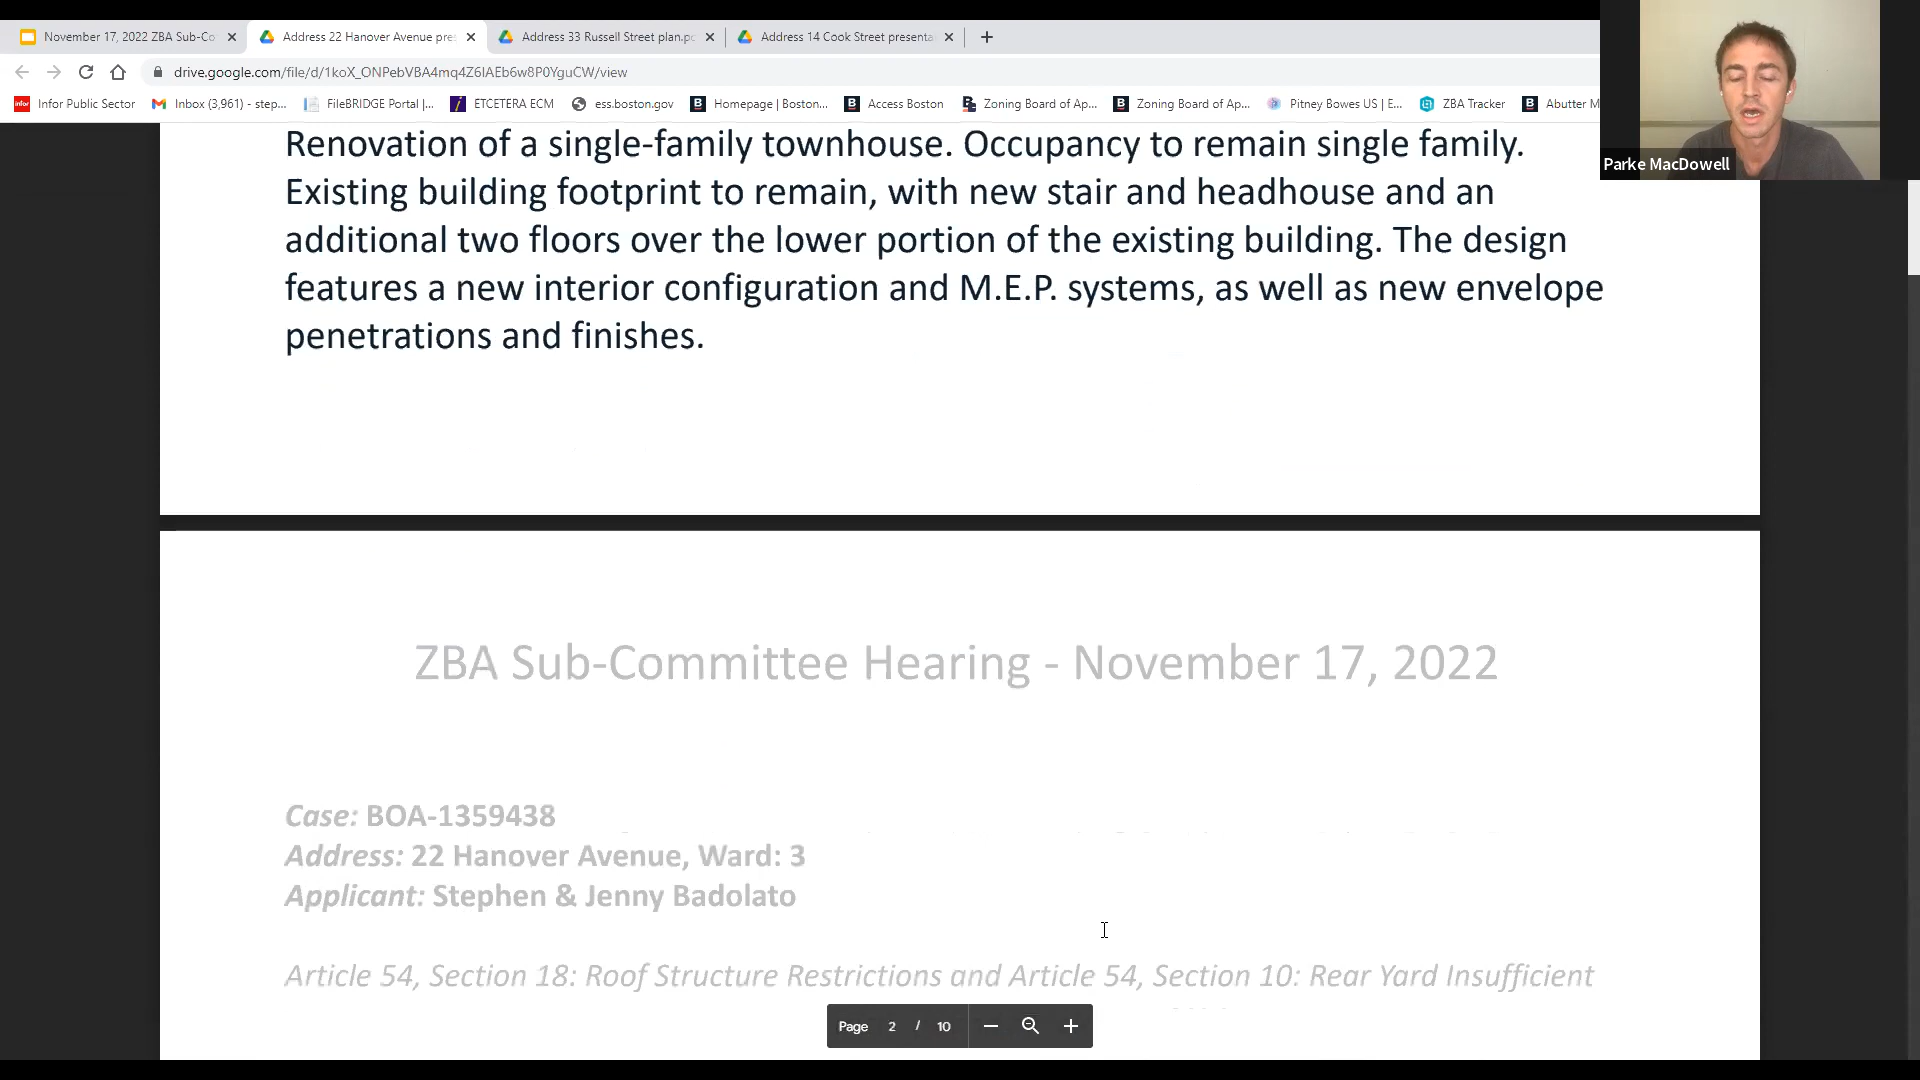 November 17, 2022 ZBA Sub-Co
Address 22 Hanover Avenue pres
Address 33 Russell Street plan.pd
Address 14 Cook Street presenta
drive.google.com/file/d/1koX_ONPebVBA4mq4Z6IAEb6w8P0YguCW/view
infor Infor Public Sector
Inbox (3,961) - step...
FileBRIDGE Portal |...
ETCETERA ECM
ess.boston.gov
B Homepage | Boston...
B Access Boston
Zoning Board of Ap...
B Zoning Board of Ap...
Pitney Bowes US | E...
ZBA Tracker
B Abutter M
Parke MacDowell
Renovation of a single-family townhouse. Occupancy to remain single family.
Existing building footprint to remain, with new stair and headhouse and an
additional two floors over the lower portion of the existing building. The design
features a new interior configuration and M.E.P. systems, as well as new envelope
penetrations and finishes.
ZBA Sub-Committee Hearing - November 17, 2022
Case: BOA-1359438
Address: 22 Hanover Avenue, Ward: 3
Applicant: Stephen & Jenny Badolato
Article 54, Section 18: Roof Structure Restrictions and Article 54, Section 10: Rear Yard Insufficient
Page 2 / 10